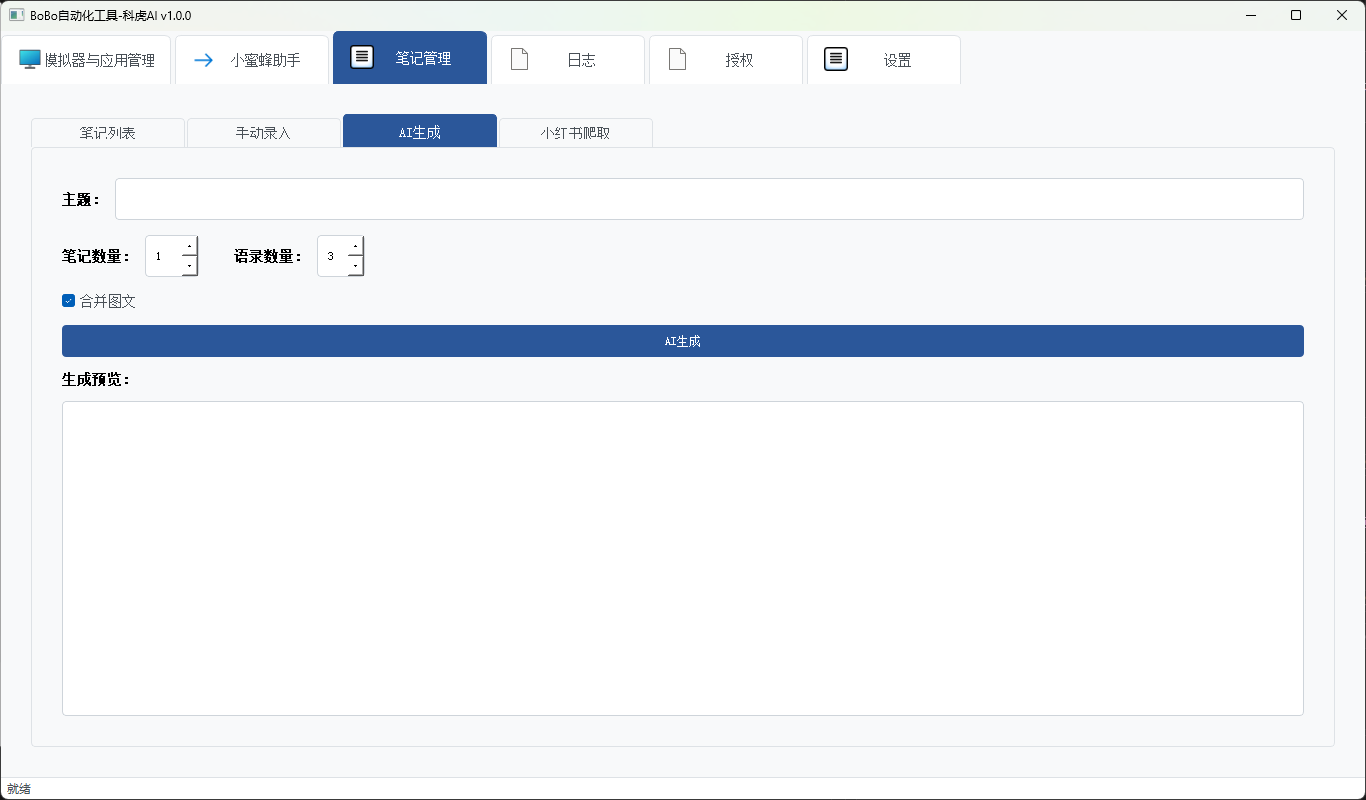 BoBo自动化工具-科虎AI v1.0.0
模拟器与应用管理
小蜜蜂助手
笔记管理
日志
授权
设置
笔记列表
手动录入
AI生成
小红书爬取
主题：
笔记数量： 1 语录数量： 3
合并图文
AI生成
生成预览：
就绪